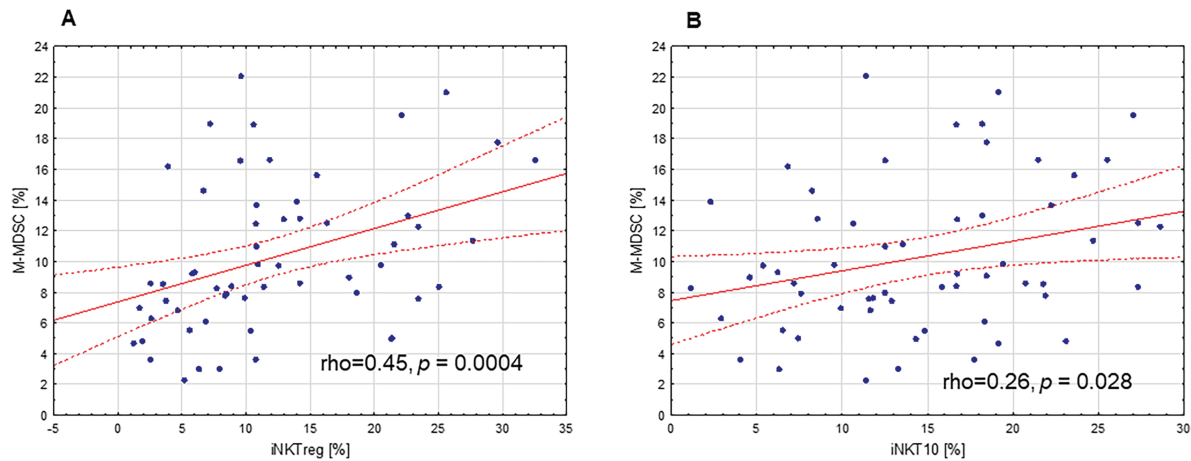 A
24
22
20
18
16
14
12
10
8
6
4
2
0
M-MDSC [%]
rho=0.45, p = 0.0004
-5 0 5 10 15 20 25 30 35
iNKTreg [%]
B
24
22
20
18
16
14
12
10
8
6
4
2
0
M-MDSC [%]
rho=0.26, p = 0.028
0 5 10 15 20 25 30
iNKT10 [%]